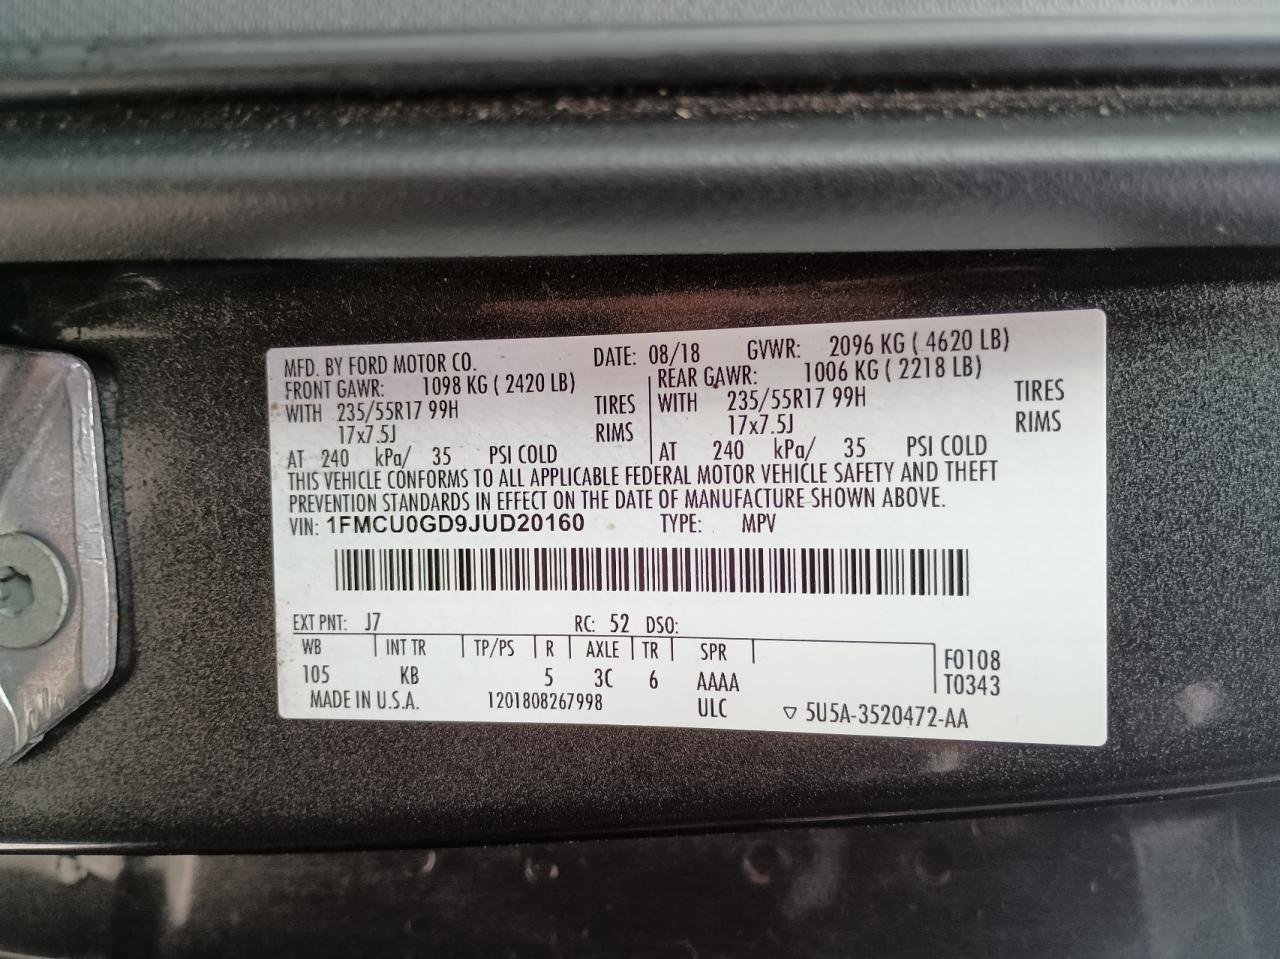 MFD. BY FORD MOTOR CO. DATE: 08/18 GVWR: 2096 KG ( 4620 LB)
FRONT GAWR: 1098 KG ( 2420 LB) REAR GAWR: 1006 KG ( 2218 LB)
WITH 235/55R17 99H TIRES WITH 235/55R17 99H TIRES
17x7.5J RIMS 17x7.5J RIMS
AT 240 kPa/ 35 PSI COLD AT 240 kPa/ 35 PSI COLD
THIS VEHICLE CONFORMS TO ALL APPLICABLE FEDERAL MOTOR VEHICLE SAFETY AND THEFT
PREVENTION STANDARDS IN EFFECT ON THE DATE OF MANUFACTURE SHOWN ABOVE.
VIN: 1FMCU0GD9JUD20160 TYPE: MPV
EXT PNT: J7 RC: 52 DSO:
WB INT TR TP/PS R AXLE TR SPR F0108
105 KB 5 3C 6 AAAA T0343
MADE IN U.S.A. 1201808267998 ULC ▽ 5U5A-3520472-AA